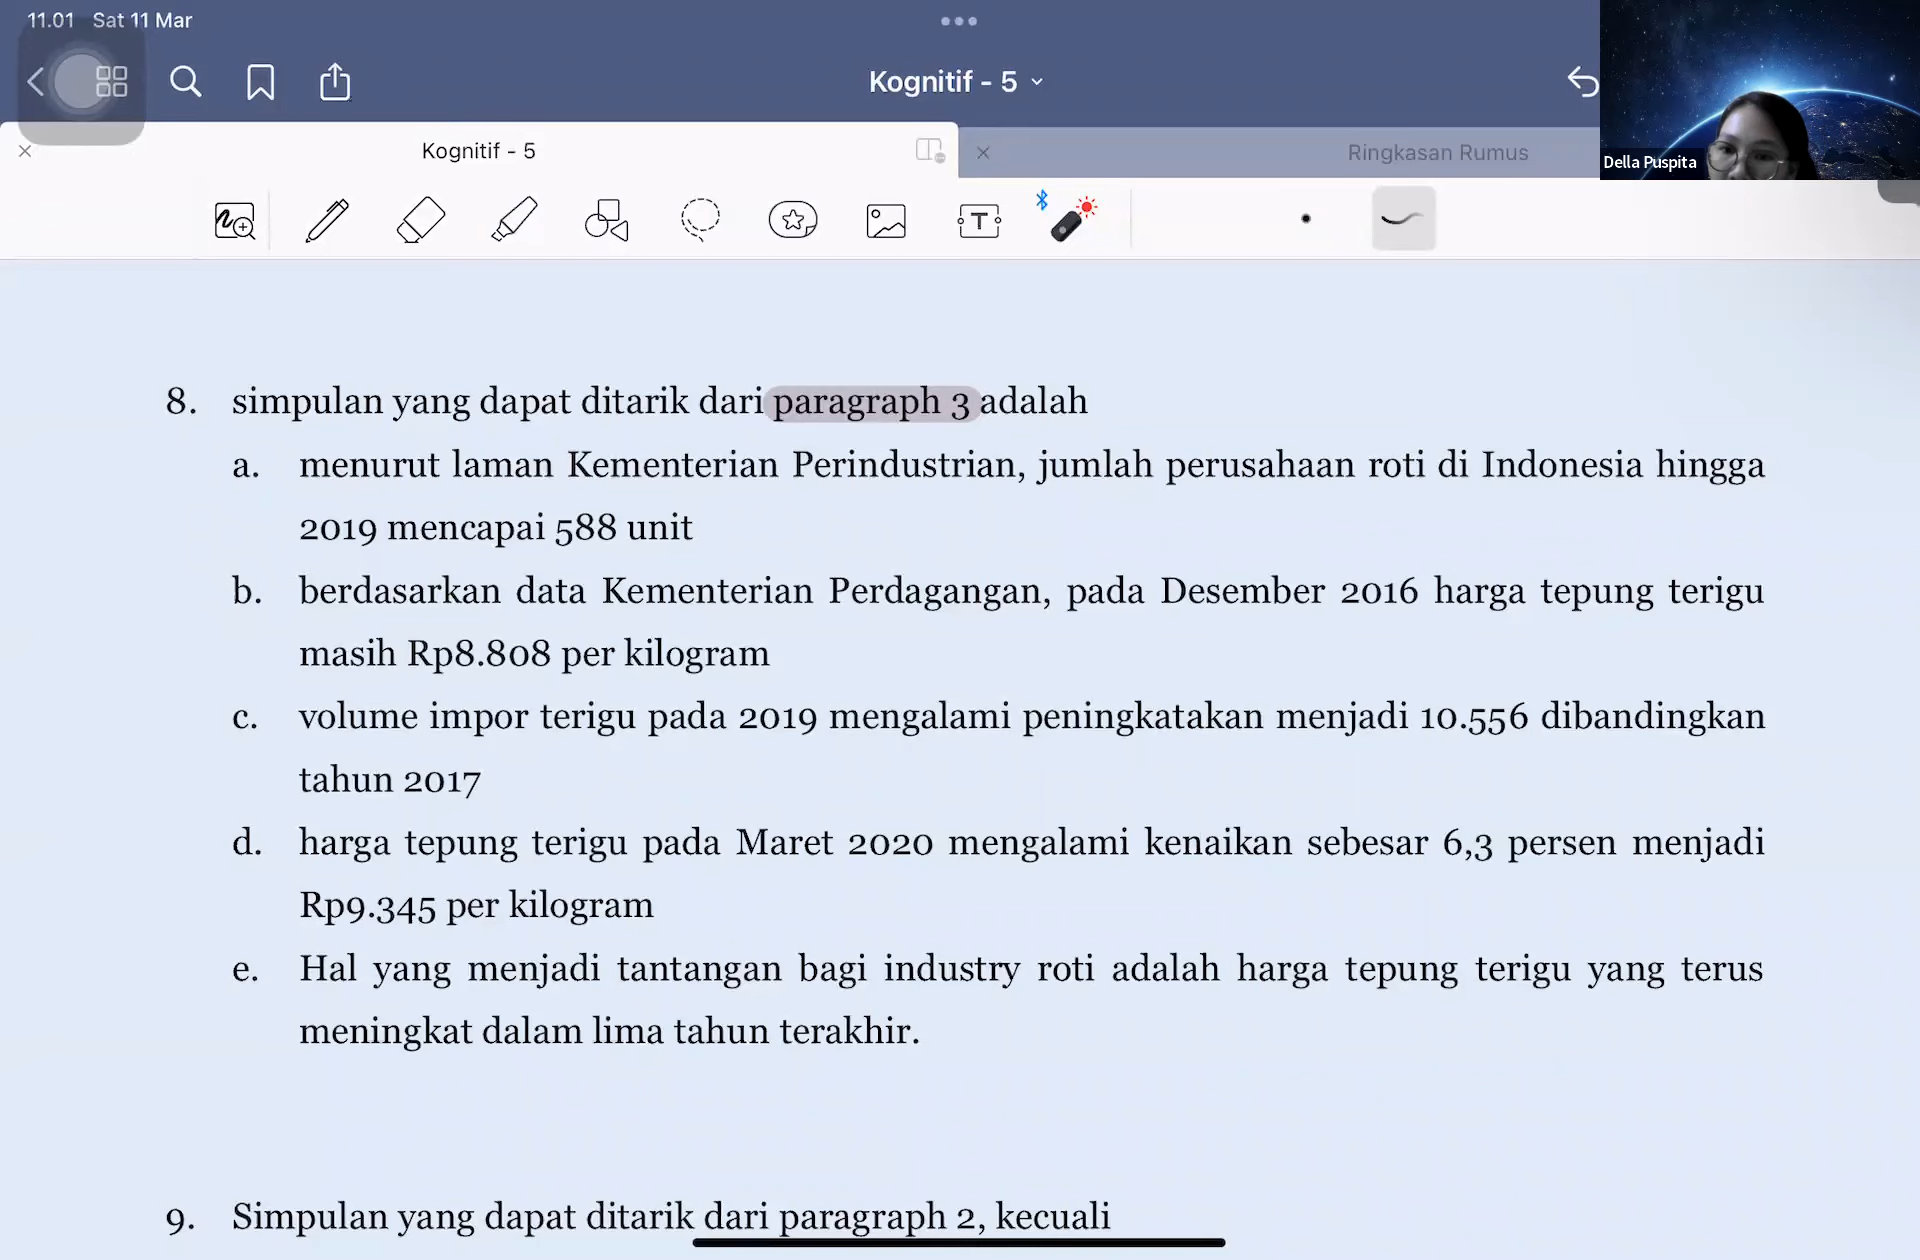 11.01 Sat 11 Mar
Kognitif - 5
Kognitif - 5
Ringkasan Rumus
Della Puspita
T
8. simpulan yang dapat ditarik dari paragraph 3 adalah
a. menurut laman Kementerian Perindustrian, jumlah perusahaan roti di Indonesia hingga
2019 mencapai 588 unit
b. berdasarkan data Kementerian Perdagangan, pada Desember 2016 harga tepung terigu
masih Rp8.808 per kilogram
c. volume impor terigu pada 2019 mengalami peningkatakan menjadi 10.556 dibandingkan
tahun 2017
d. harga tepung terigu pada Maret 2020 mengalami kenaikan sebesar 6,3 persen menjadi
Rp9.345 per kilogram
e. Hal yang menjadi tantangan bagi industry roti adalah harga tepung terigu yang terus
meningkat dalam lima tahun terakhir.
9. Simpulan yang dapat ditarik dari paragraph 2, kecuali